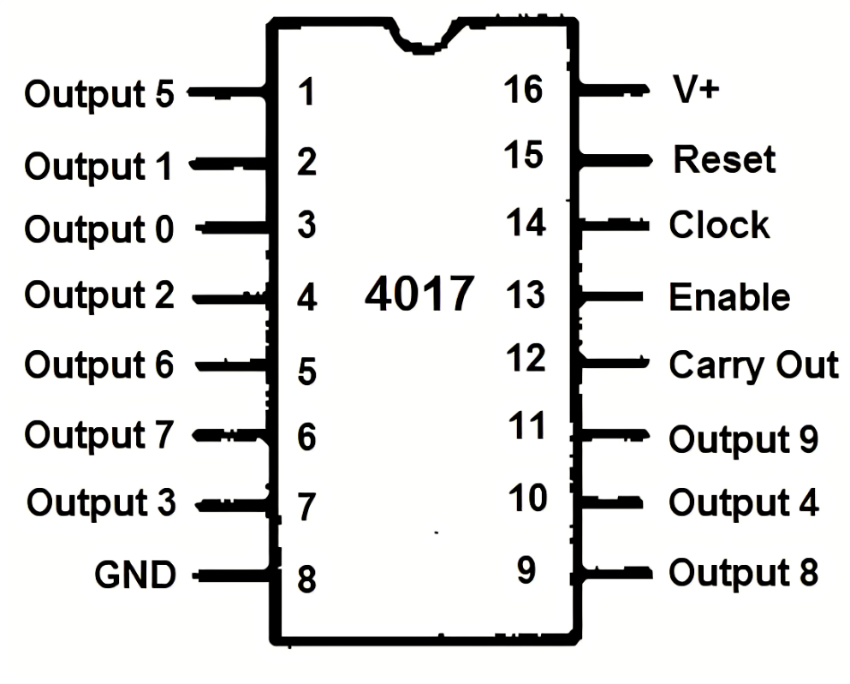 Output 5 1 16 V+
Output 1 2 15 Reset
Output 0 3 14 Clock
Output 2 4 4017 13 Enable
Output 6 5 12 Carry Out
Output 7 6 11 Output 9
Output 3 7 10 Output 4
GND 8 9 Output 8